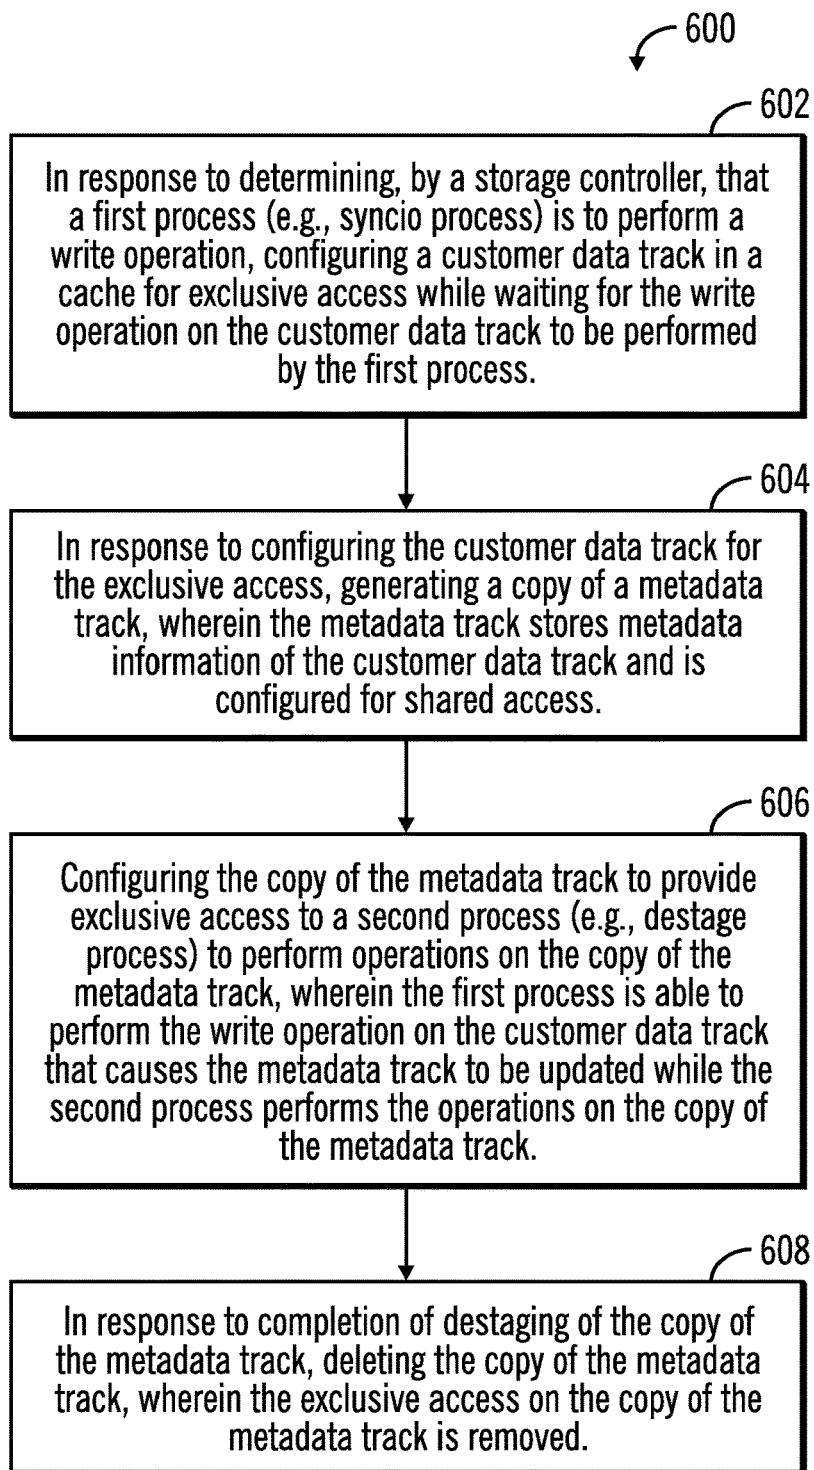 600
602
In response to determining, by a storage controller, that
a first process (e.g., syncio process) is to perform a
write operation, configuring a customer data track in a
cache for exclusive access while waiting for the write
operation on the customer data track to be performed
by the first process.
604
In response to configuring the customer data track for
the exclusive access, generating a copy of a metadata
track, wherein the metadata track stores metadata
information of the customer data track and is
configured for shared access.
606
Configuring the copy of the metadata track to provide
exclusive access to a second process (e.g., destage
process) to perform operations on the copy of the
metadata track, wherein the first process is able to
perform the write operation on the customer data track
that causes the metadata track to be updated while the
second process performs the operations on the copy of
the metadata track.
608
In response to completion of destaging of the copy of
the metadata track, deleting the copy of the metadata
track, wherein the exclusive access on the copy of the
metadata track is removed.